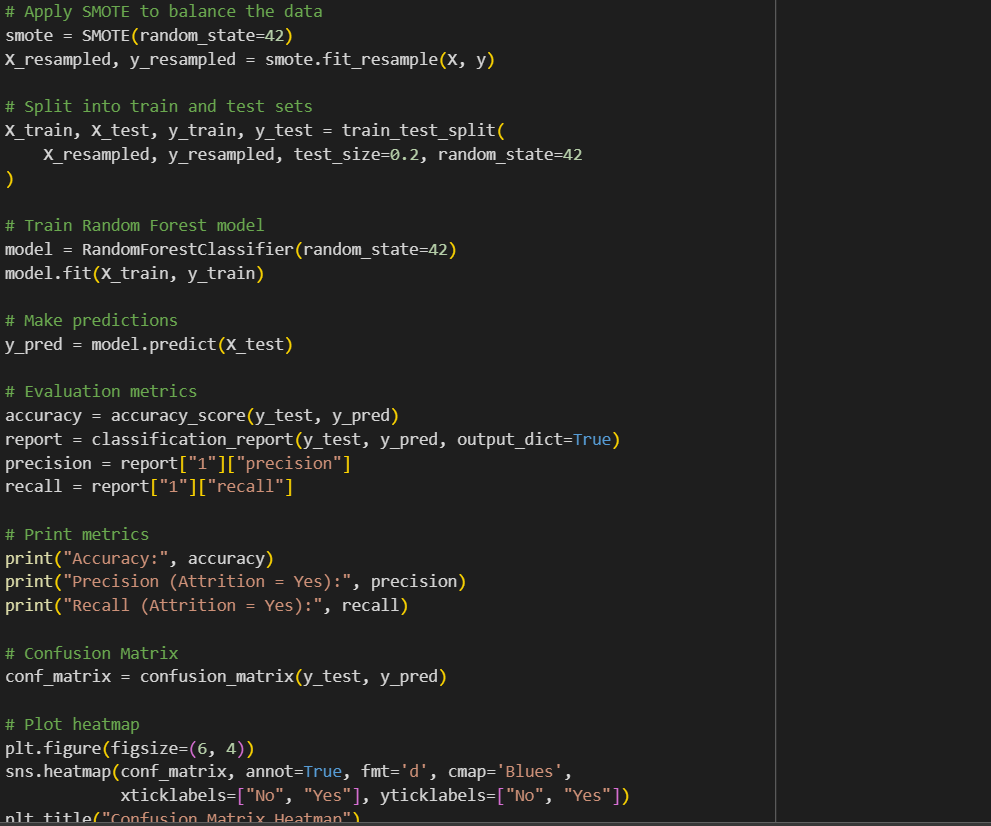 # Apply SMOTE to balance the data
smote = SMOTE(random_state=42)
X_resampled, y_resampled = smote.fit_resample(X, y)

# Split into train and test sets
X_train, X_test, y_train, y_test = train_test_split(
    X_resampled, y_resampled, test_size=0.2, random_state=42
)

# Train Random Forest model
model = RandomForestClassifier(random_state=42)
model.fit(X_train, y_train)

# Make predictions
y_pred = model.predict(X_test)

# Evaluation metrics
accuracy = accuracy_score(y_test, y_pred)
report = classification_report(y_test, y_pred, output_dict=True)
precision = report["1"]["precision"]
recall = report["1"]["recall"]

# Print metrics
print("Accuracy:", accuracy)
print("Precision (Attrition = Yes):", precision)
print("Recall (Attrition = Yes):", recall)

# Confusion Matrix
conf_matrix = confusion_matrix(y_test, y_pred)

# Plot heatmap
plt.figure(figsize=(6, 4))
sns.heatmap(conf_matrix, annot=True, fmt='d', cmap='Blues',
            xticklabels=["No", "Yes"], yticklabels=["No", "Yes"])
plt.title("Confusion Matrix Heatmap")